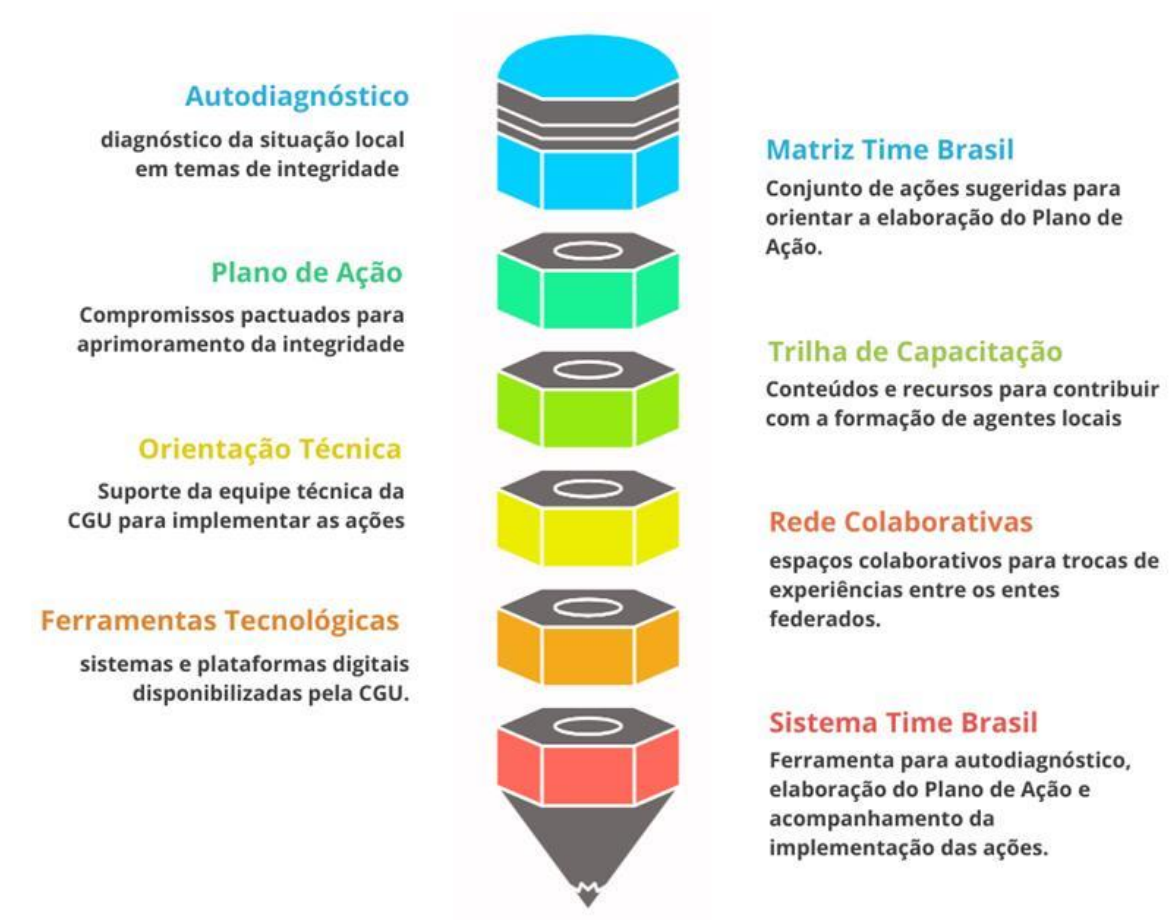 Autodiagnóstico
diagnóstico da situação local
em temas de integridade
Matriz Time Brasil
Conjunto de ações sugeridas para
orientar a elaboração do Plano de
Ação.
Plano de Ação
Compromissos pactuados para
aprimoramento da integridade
Trilha de Capacitação
Conteúdos e recursos para contribuir
com a formação de agentes locais
Orientação Técnica
Suporte da equipe técnica da
CGU para implementar as ações
Rede Colaborativas
espaços colaborativos para trocas de
experiências entre os entes
federados.
Ferramentas Tecnológicas
sistemas e plataformas digitais
disponibilizadas pela CGU.
Sistema Time Brasil
Ferramenta para autodiagnóstico,
elaboração do Plano de Ação e
acompanhamento da
implementação das ações.